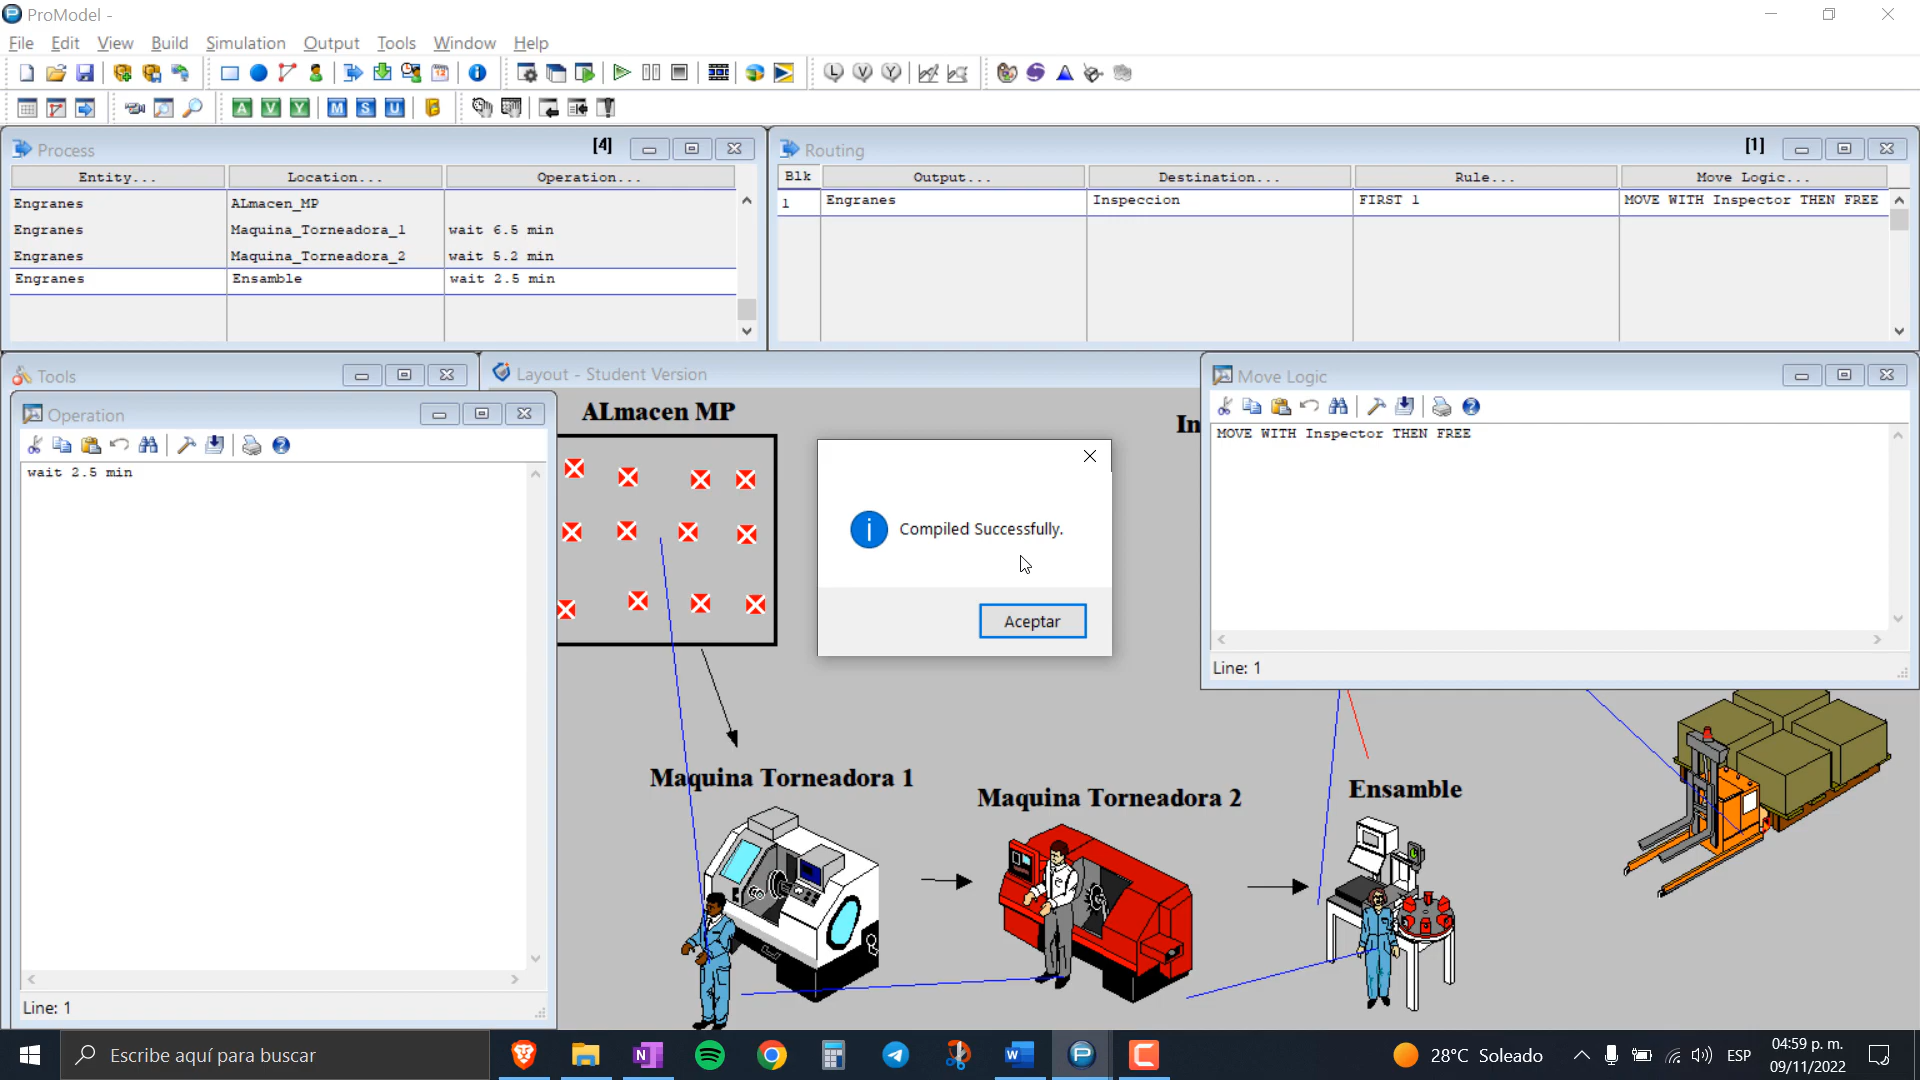 ProModel -
File Edit View Build Simulation Output Tools Window Help
Process [4]
Entity... Location... Operation...
Engranes ALmacen_MP
Engranes Maquina_Torneadora_1 wait 6.5 min
Engranes Maquina_Torneadora_2 wait 5.2 min
Engranes Ensamble wait 2.5 min
Routing [1]
Blk Output... Destination... Rule... Move Logic...
1 Engranes Inspeccion FIRST 1 MOVE WITH Inspector THEN FREE
Tools
Operation
wait 2.5 min
Line: 1
Layout - Student Version
ALmacen MP
In
Compiled Successfully.
Aceptar
Move Logic
MOVE WITH Inspector THEN FREE
Line: 1
Maquina Torneadora 1
Maquina Torneadora 2
Ensamble
Escribe aquí para buscar
28°C Soleado
ESP
04:59 p. m.
09/11/2022